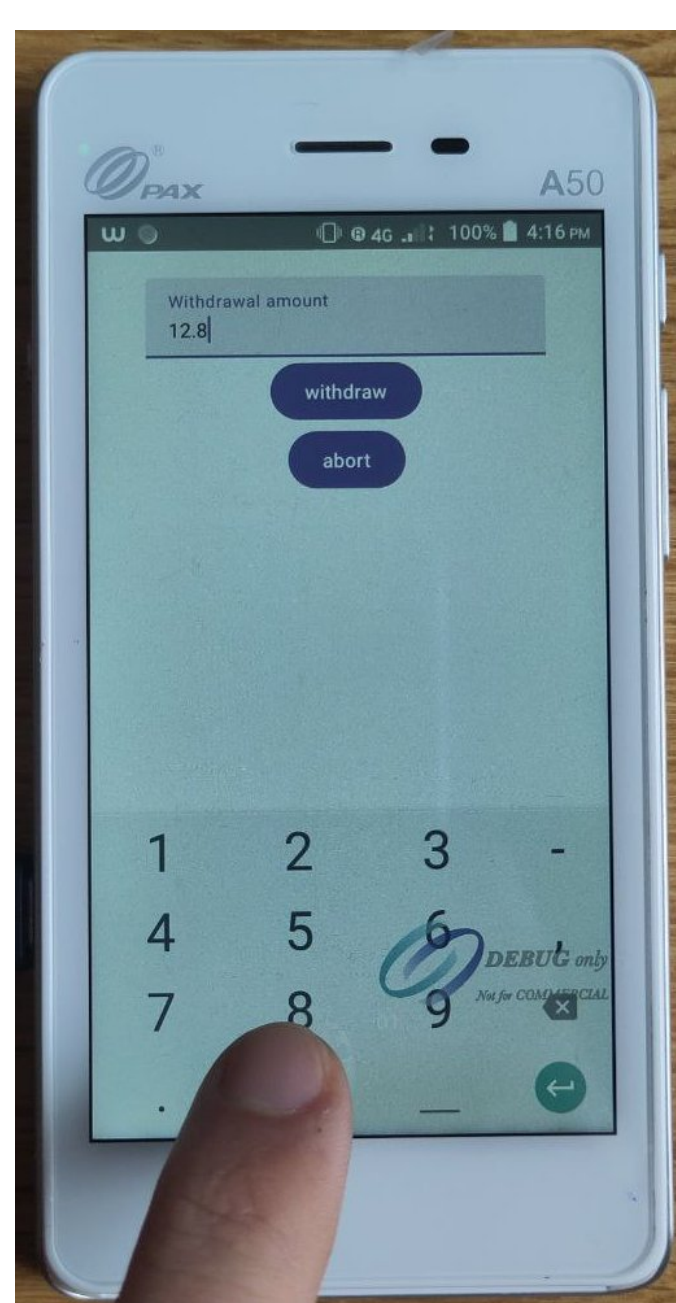 PAX®
A50
W R 4G 100% 4:16 PM
Withdrawal amount
12.8
withdraw
abort
1 2 3 -
4 5 6 ,
DEBUG only
Not for COMMERCIAL
7 8 9
. _